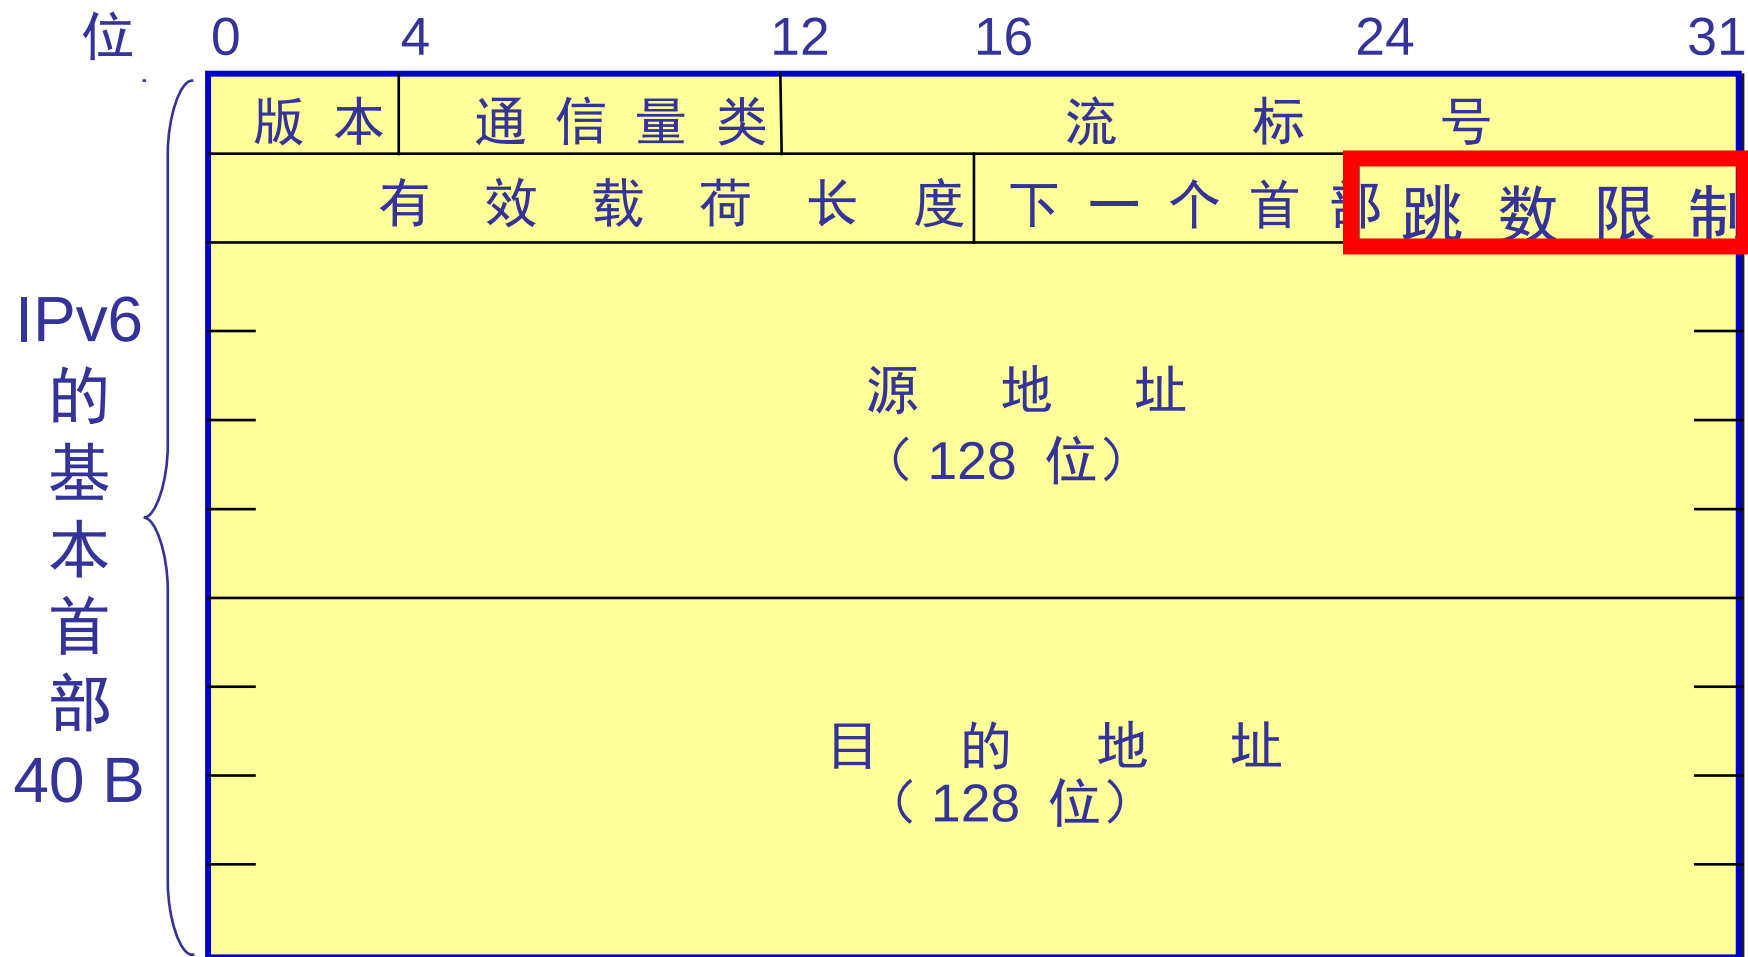 位 0 4 12 16 24 31
版本 通信量类 流标号
有效载荷长度 下一个首部 跳数限制
IPv6
的
基
本
首
部
40 B
源地址
（128 位）
目的地址
（128 位）